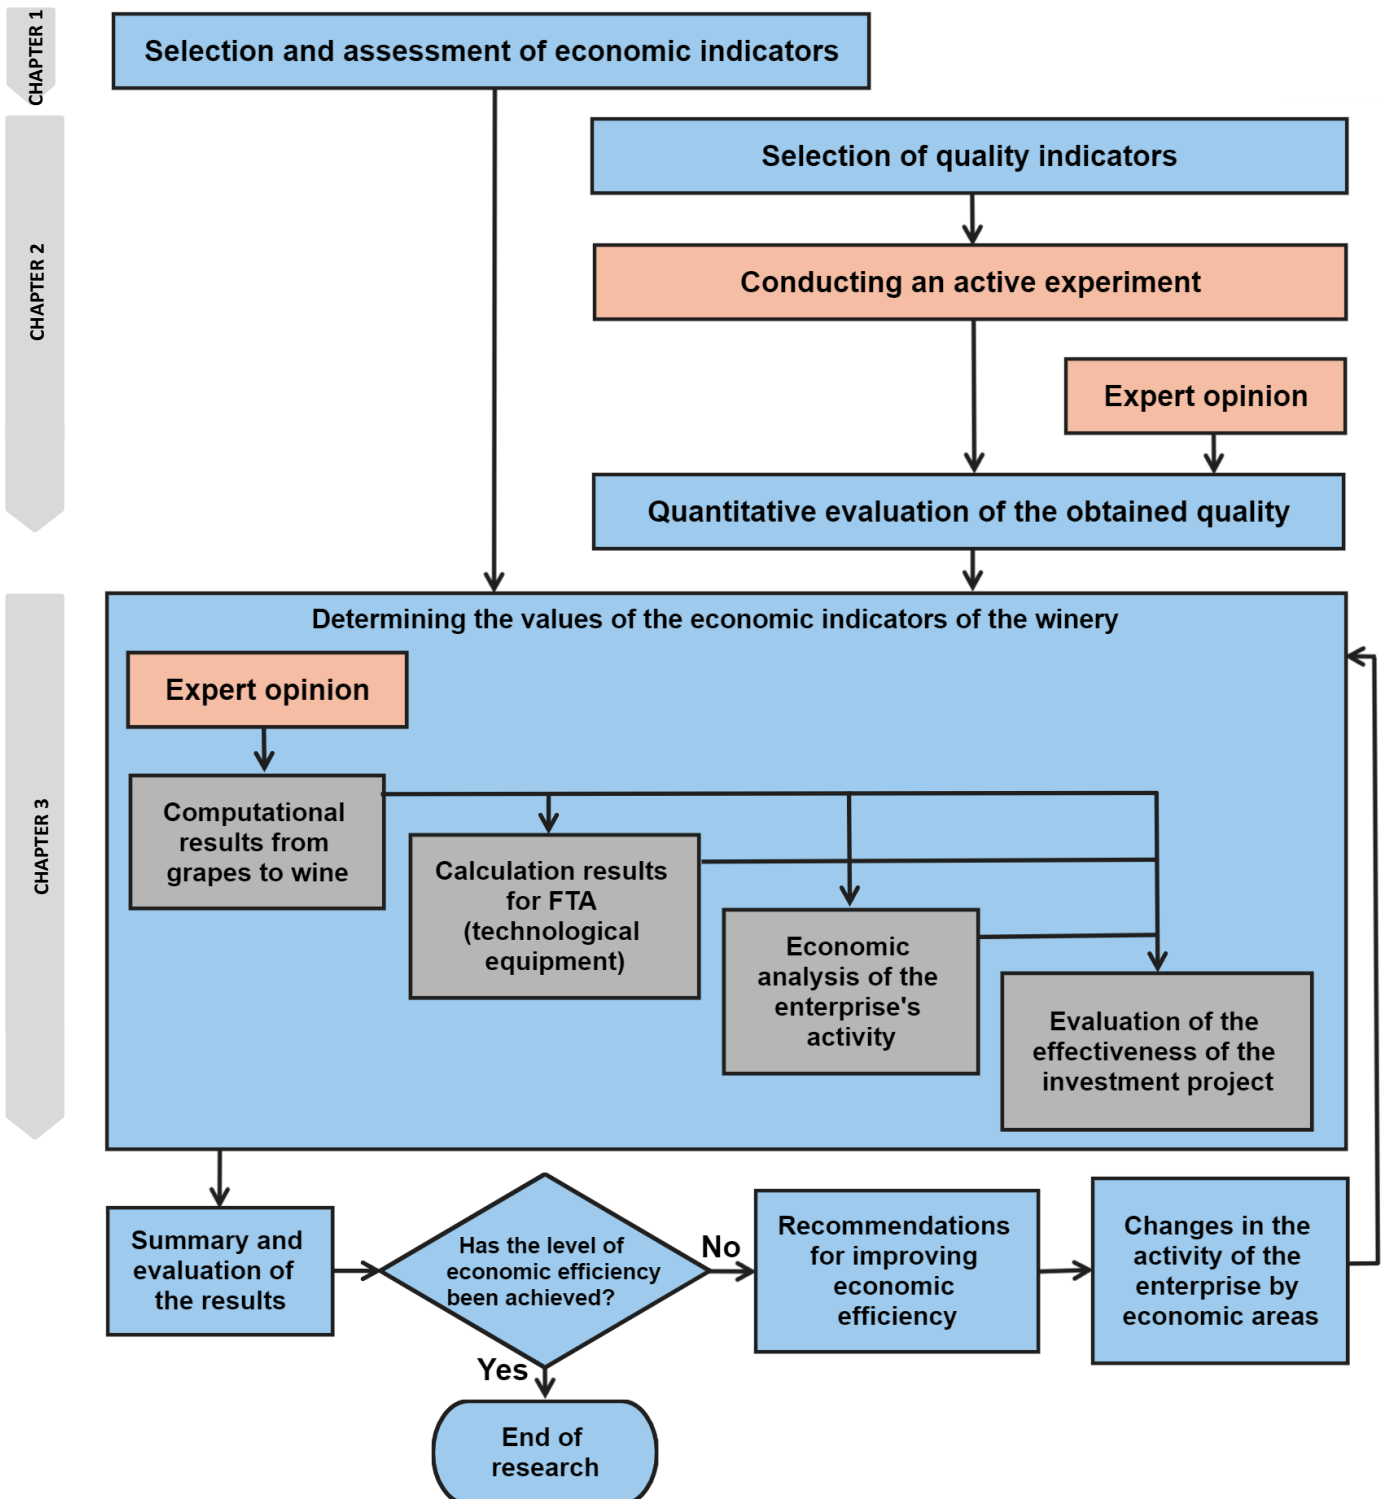 CHAPTER 1
Selection and assessment of economic indicators
CHAPTER 2
Selection of quality indicators
Conducting an active experiment
Expert opinion
Quantitative evaluation of the obtained quality
CHAPTER 3
Determining the values of the economic indicators of the winery
Expert opinion
Computational
results from
grapes to wine
Calculation results
for FTA
(technological
equipment)
Economic
analysis of the
enterprise's
activity
Evaluation of the
effectiveness of the
investment project
Summary and
evaluation of
the results
Has the level of
economic efficiency
been achieved?
No
Recommendations
for improving
economic
efficiency
Changes in the
activity of the
enterprise by
economic areas
Yes
End of
research